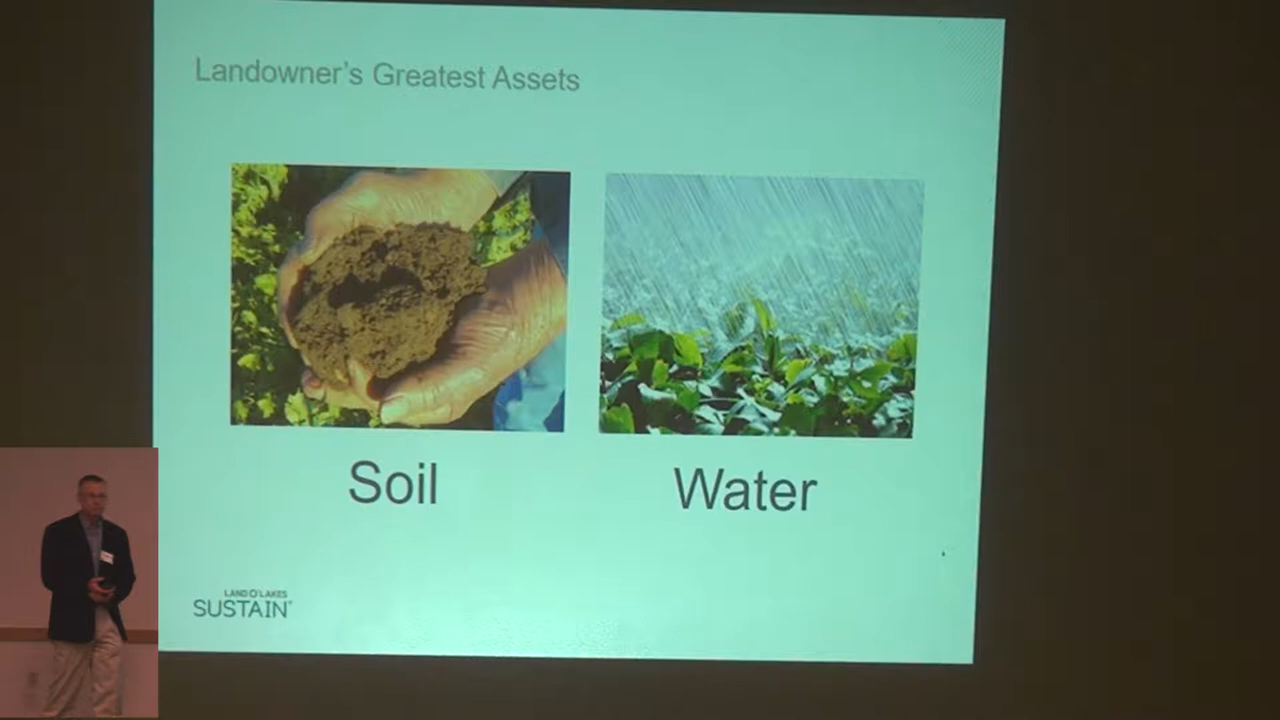 Landowner's Greatest Assets
Soil
Water
LAND O'LAKES
SUSTAIN